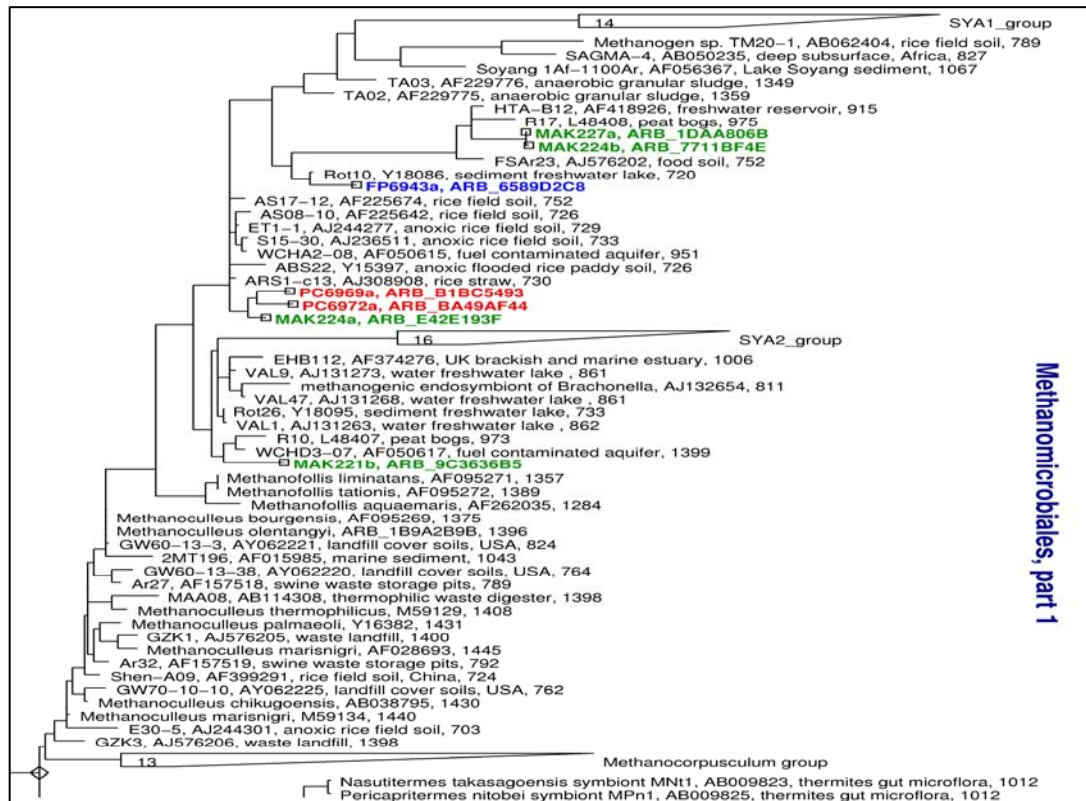 14
SYA1_group
Methanogen sp. TM20-1, AB062404, rice field soil, 789
SAGMA-4, AB050235, deep subsurface, Africa, 827
Soyang 1Af-1100Ar, AF056367, Lake Soyang sediment, 1067
TA03, AF229776, anaerobic granular sludge, 1349
TA02, AF229775, anaerobic granular sludge, 1359
HTA-B12, AF418926, freshwater reservoir, 915
R17, L48408, peat bogs, 975
MAK227a, ARB_1DAA806B
MAK224b, ARB_7711BF4E
FSAr23, AJ576202, food soil, 752
Rot10, Y18086, sediment freshwater lake, 720
FP6943a, ARB_6589D2C8
AS17-12, AF225674, rice field soil, 752
AS08-10, AF225642, rice field soil, 726
ET1-1, AJ244277, anoxic rice field soil, 729
S15-30, AJ236511, anoxic rice field soil, 733
WCHA2-08, AF050615, fuel contaminated aquifer, 951
ABS22, Y15397, anoxic flooded rice paddy soil, 726
ARS1-c13, AJ308908, rice straw, 730
PC6969a, ARB_B1BC5493
PC6972a, ARB_BA49AF44
MAK224a, ARB_E42E193F
16
SYA2_group
EHB112, AF374276, UK brackish and marine estuary, 1006
VAL9, AJ131273, water freshwater lake , 861
methanogenic endosymbiont of Brachonella, AJ132654, 811
VAL47, AJ131268, water freshwater lake , 861
Rot26, Y18095, sediment freshwater lake, 733
VAL1, AJ131263, water freshwater lake , 862
R10, L48407, peat bogs, 973
WCHD3-07, AF050617, fuel contaminated aquifer, 1399
MAK221b, ARB_9C3636B5
Methanofollis liminatans, AF095271, 1357
Methanofollis tationis, AF095272, 1389
Methanofollis aquaemaris, AF262035, 1284
Methanoculleus bourgensis, AF095269, 1375
Methanoculleus olentangyi, ARB_1B9A2B9B, 1396
GW60-13-3, AY062221, landfill cover soils, USA, 824
2MT196, AF015985, marine sediment, 1043
GW60-13-38, AY062220, landfill cover soils, USA, 764
Ar27, AF157518, swine waste storage pits, 789
MAA08, AB114308, thermophilic waste digester, 1398
Methanoculleus thermophilicus, M59129, 1408
Methanoculleus palmaeoli, Y16382, 1431
GZK1, AJ576205, waste landfill, 1400
Methanoculleus marisnigri, AF028693, 1445
Ar32, AF157519, swine waste storage pits, 792
Shen-A09, AF399291, rice field soil, China, 724
GW70-10-10, AY062225, landfill cover soils, USA, 762
Methanoculleus chikugoensis, AB038795, 1430
Methanoculleus marisnigri, M59134, 1440
E30-5, AJ244301, anoxic rice field soil, 703
GZK3, AJ576206, waste landfill, 1398
13
Methanocorpusculum group
Nasutitermes takasagoensis symbiont MNt1, AB009823, thermites gut microflora, 1012
Pericapritermes nitobei symbiont MPn1, AB009825, thermites gut microflora, 1012
Methanomicrobiales, part 1